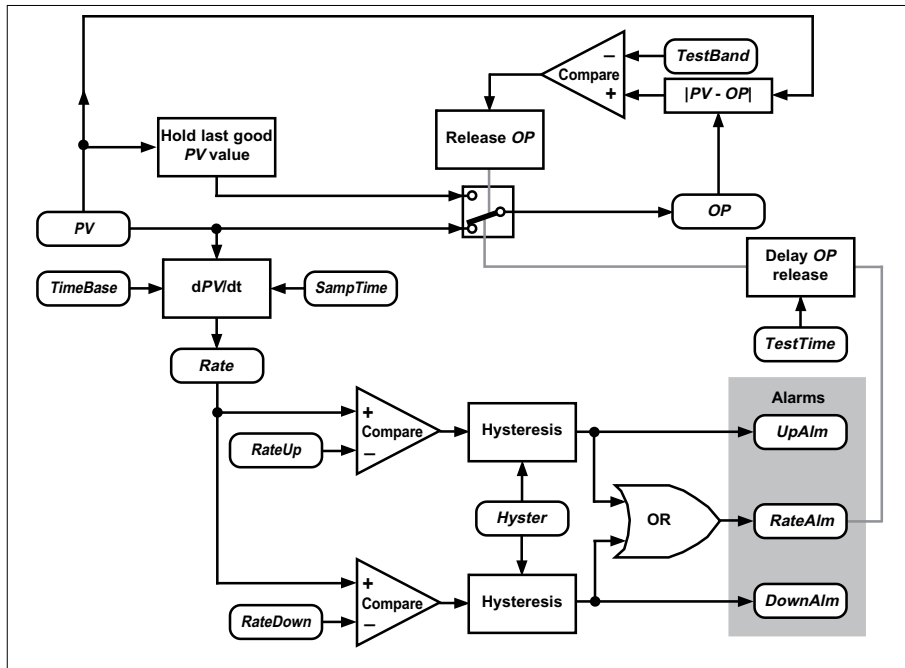 TestBand
−
Compare
+
|PV - OP|
Hold last good
PV value
Release OP
PV
OP
Delay OP
release
TimeBase
dPV/dt
SampTime
TestTime
Rate
Alarms
+
Compare
−
Hysteresis
UpAlm
RateUp
Hyster
OR
RateAlm
+
Compare
−
Hysteresis
DownAlm
RateDown